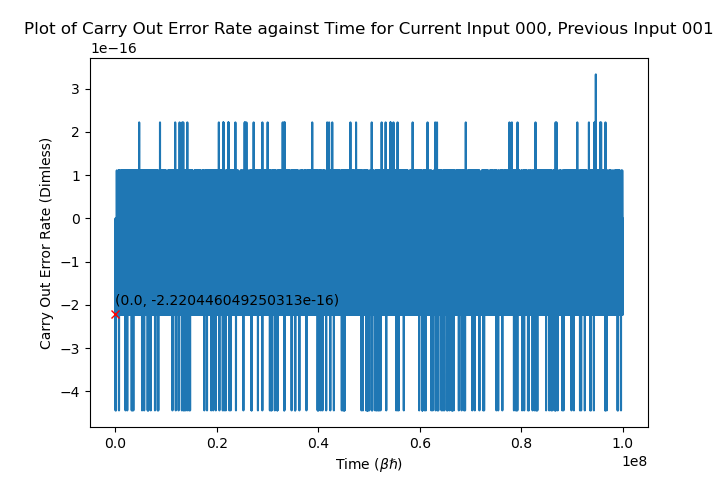 Plot of Carry Out Error Rate against Time for Current Input 000, Previous Input 001
1e−16
3
2
1
0
−1
−2
−3
−4
Carry Out Error Rate (Dimless)
(0.0, -2.220446049250313e-16)
0.0 0.2 0.4 0.6 0.8 1.0
1e8
Time (βℏ)